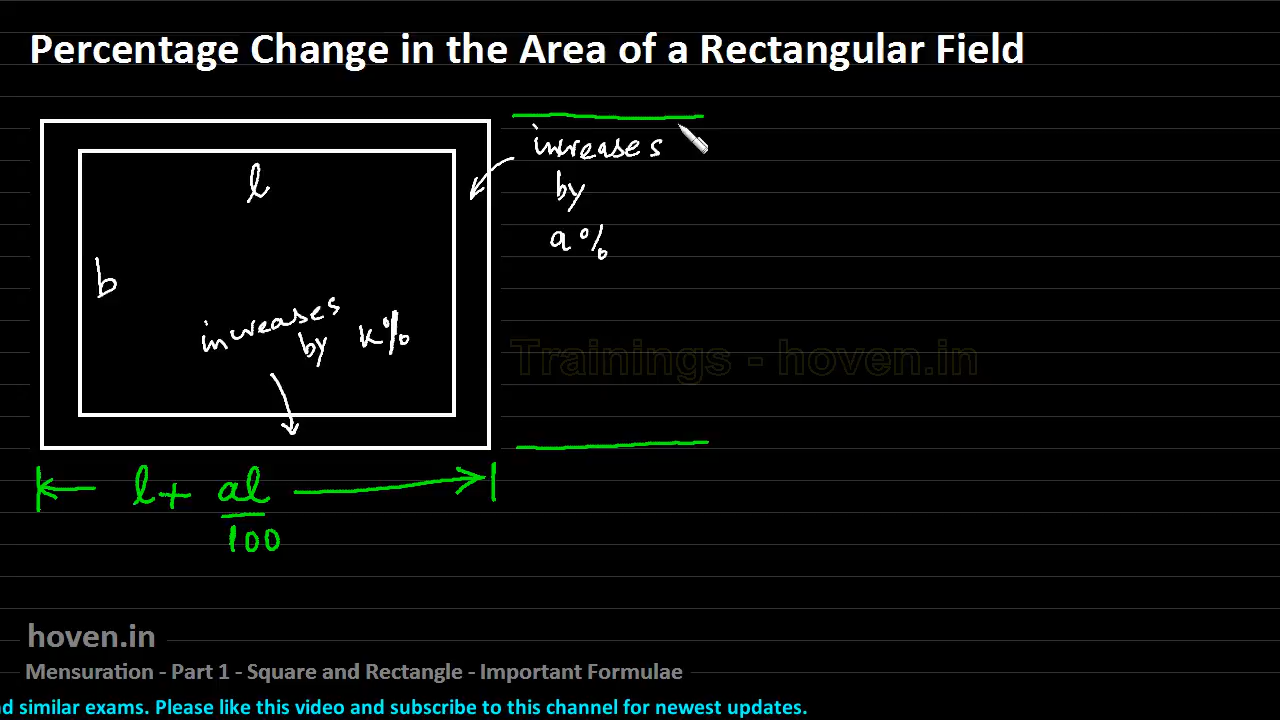 Percentage Change in the Area of a Rectangular Field
l
b
increases
by k%
increases
by
a%
Trainings - hoven.in
l + al
100
hoven.in
Mensuration - Part 1 - Square and Rectangle - Important Formulae
d similar exams. Please like this video and subscribe to this channel for newest updates.